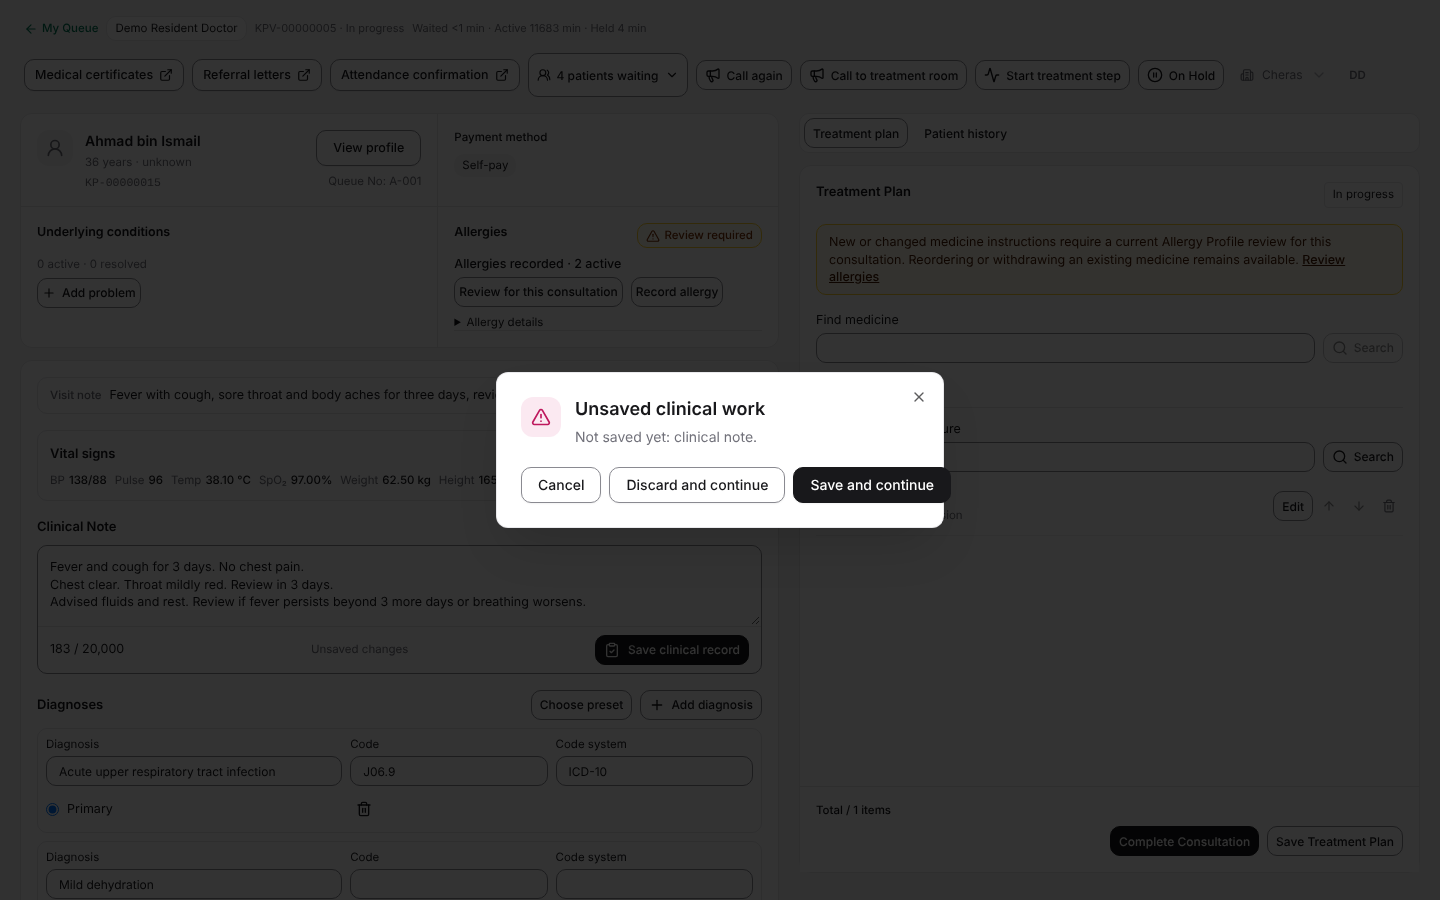 My Queue
Demo Resident Doctor
KPV-00000005 · In progress Waited <1 min · Active 11683 min · Held 4 min
Medical certificates
Referral letters
Attendance confirmation
4 patients waiting
Call again
Call to treatment room
Start treatment step
On Hold
Cheras
DD
Ahmad bin Ismail
36 years · unknown
KP-00000015
View profile
Queue No: A-001
Payment method
Self-pay
Underlying conditions
0 active · 0 resolved
Add problem
Allergies
Review required
Allergies recorded · 2 active
Review for this consultation
Record allergy
Allergy details
Treatment plan
Patient history
Treatment Plan
In progress
New or changed medicine instructions require a current Allergy Profile review for this
consultation. Reordering or withdrawing an existing medicine remains available. Review
allergies
Find medicine
Search
Search
Edit
Visit note Fever with cough, sore throat and body aches for three days,
Vital signs
BP 138/88 Pulse 96 Temp 38.10 °C SpO₂ 97.00% Weight 62.50 kg Height 165
Unsaved clinical work
Not saved yet: clinical note.
Cancel
Discard and continue
Save and continue
Clinical Note
Fever and cough for 3 days. No chest pain.
Chest clear. Throat mildly red. Review in 3 days.
Advised fluids and rest. Review if fever persists beyond 3 more days or breathing worsens.
183 / 20,000
Unsaved changes
Save clinical record
Diagnoses
Choose preset
Add diagnosis
Diagnosis
Code
Code system
Acute upper respiratory tract infection
J06.9
ICD-10
Primary
Diagnosis
Code
Code system
Mild dehydration
Total / 1 items
Complete Consultation
Save Treatment Plan